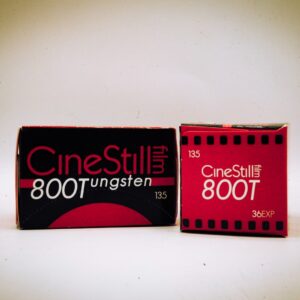 CineStill film
800Tungsten
135
135
CineStill film
800T
36EXP